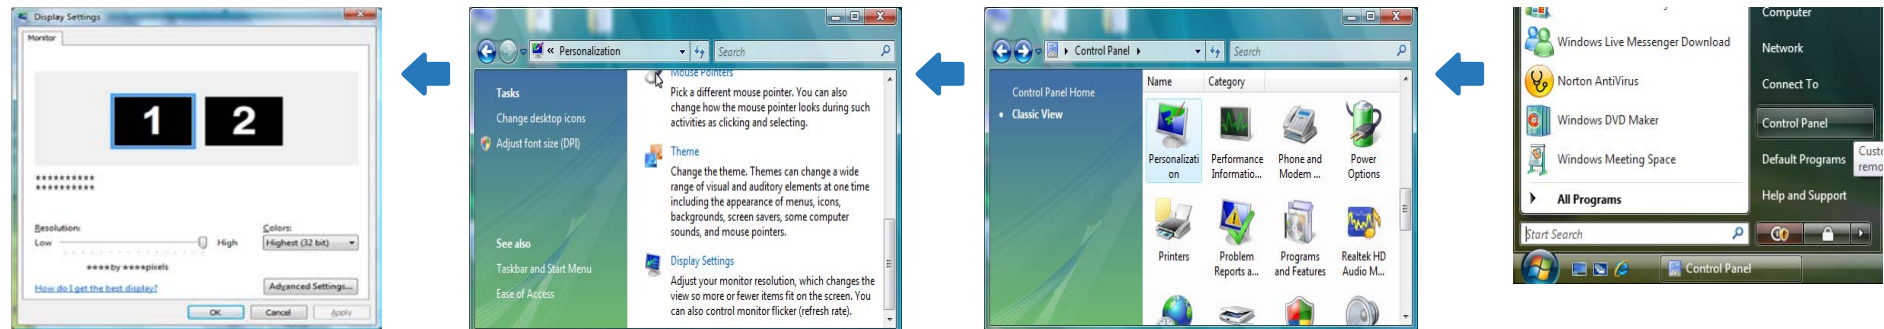 Display Settings
Monitor
1
2
**********
**********
Resolution:
Low
High
Colors:
Highest (32 bit)
****by ****pixels
How do I get the best display?
Advanced Settings...
OK
Cancel
Apply
« Personalization
Search
Tasks
Change desktop icons
Adjust font size (DPI)
See also
Taskbar and Start Menu
Ease of Access
Mouse Pointers
Pick a different mouse pointer. You can also
change how the mouse pointer looks during such
activities as clicking and selecting.
Theme
Change the theme. Themes can change a wide
range of visual and auditory elements at one time
including the appearance of menus, icons,
backgrounds, screen savers, some computer
sounds, and mouse pointers.
Display Settings
Adjust your monitor resolution, which changes the
view so more or fewer items fit on the screen. You
can also control monitor flicker (refresh rate).
Control Panel
Search
Control Panel Home
Classic View
Name
Category
Personalizati
on
Performance
Informatio...
Phone and
Modem ...
Power
Options
Printers
Problem
Reports a...
Programs
and Features
Realtek HD
Audio M...
Windows Live Messenger Download
Norton AntiVirus
Windows DVD Maker
Windows Meeting Space
All Programs
Start Search
Computer
Network
Connect To
Control Panel
Default Programs
Help and Support
Control Panel